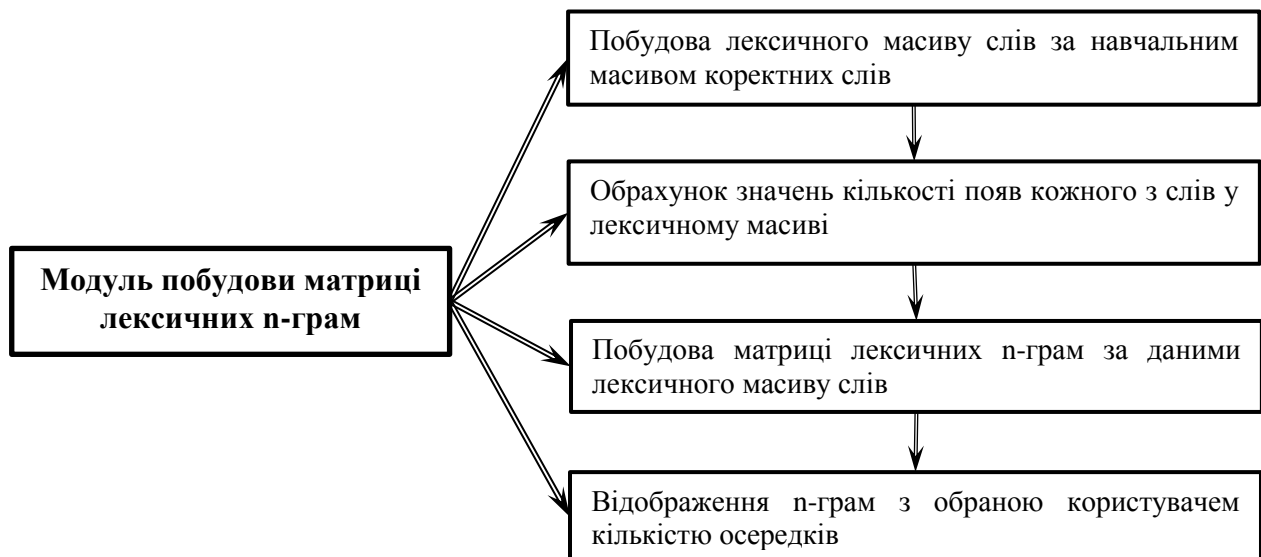 Побудова лексичного масиву слів за навчальним
масивом коректних слів
Обрахунок значень кількості появ кожного з слів у
лексичному масиві
Модуль побудови матриці
лексичних n-грам
Побудова матриці лексичних n-грам за даними
лексичного масиву слів
Відображення n-грам з обраною користувачем
кількістю осередків